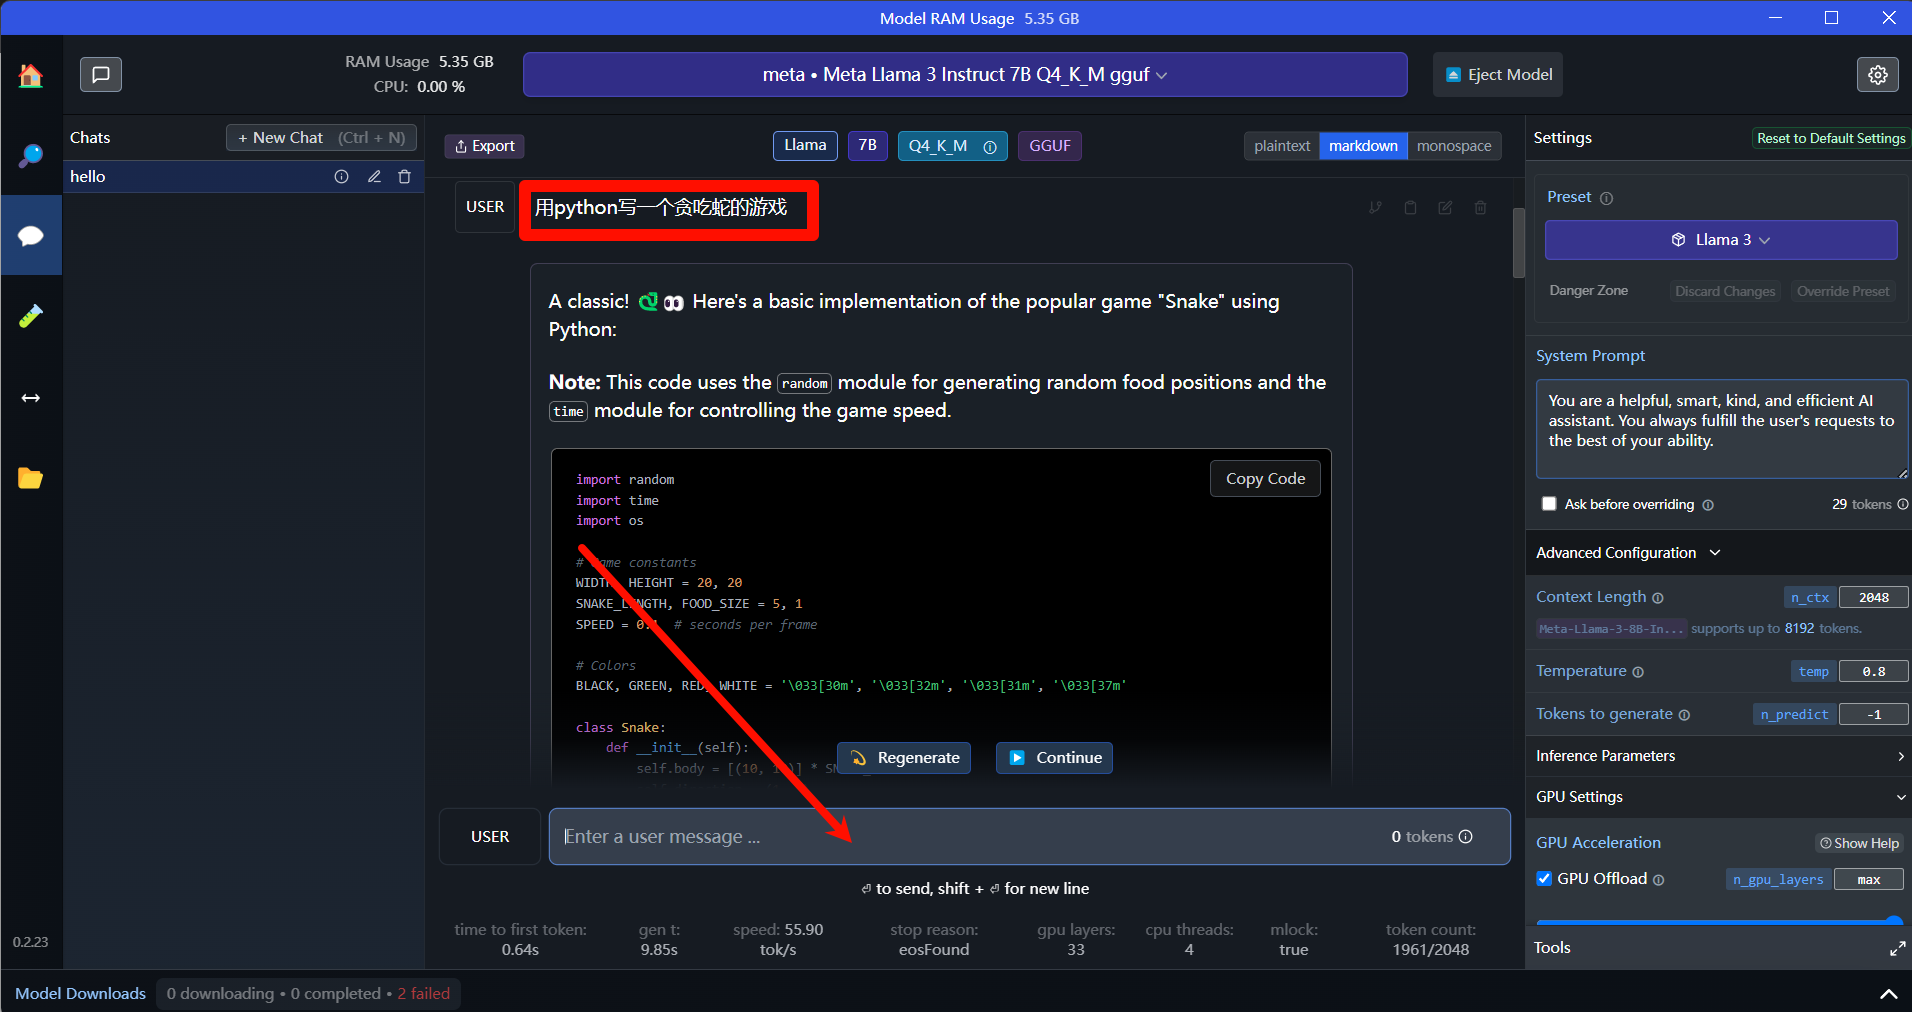 Model RAM Usage 5.35 GB
RAM Usage 5.35 GB
CPU: 0.00 %
meta • Meta Llama 3 Instruct 7B Q4_K_M gguf
Eject Model
Chats
+ New Chat (Ctrl + N)
hello
Export
Llama
7B
Q4_K_M
GGUF
plaintext
markdown
monospace
USER
用python写一个贪吃蛇的游戏
A classic! Here's a basic implementation of the popular game "Snake" using
Python:
Note: This code uses the random module for generating random food positions and the
time module for controlling the game speed.
Copy Code
import random
import time
import os
# Game constants
WIDTH, HEIGHT = 20, 20
SNAKE_LENGTH, FOOD_SIZE = 5, 1
SPEED = 0. # seconds per frame
# Colors
BLACK, GREEN, RED, WHITE = '\033[30m', '\033[32m', '\033[31m', '\033[37m'
class Snake:
def __init__(self):
self.body = [(10, 1)] * SN
Regenerate
Continue
USER
Enter a user message ...
0 tokens
⏎ to send, shift + ⏎ for new line
time to first token:
0.64s
gen t:
9.85s
speed: 55.90
tok/s
stop reason:
eosFound
gpu layers:
33
cpu threads:
4
mlock:
true
token count:
1961/2048
0.2.23
Model Downloads
0 downloading • 0 completed • 2 failed
Settings
Reset to Default Settings
Preset
Llama 3
Danger Zone
Discard Changes
Override Preset
System Prompt
You are a helpful, smart, kind, and efficient AI
assistant. You always fulfill the user's requests to
the best of your ability.
Ask before overriding
29 tokens
Advanced Configuration
Context Length
n_ctx
2048
Meta-Llama-3-8B-In... supports up to 8192 tokens.
Temperature
temp
0.8
Tokens to generate
n_predict
-1
Inference Parameters
GPU Settings
GPU Acceleration
Show Help
GPU Offload
n_gpu_layers
max
Tools